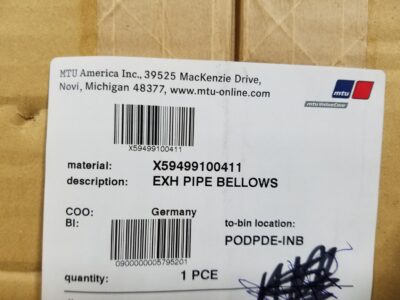 MTU America Inc., 39525 MacKenzie Drive,
Novi, Michigan 48377, www.mtu-online.com
mtu
mtuValueCare
X59499100411
material: X59499100411
description: EXH PIPE BELLOWS
COO: Germany
BI: to-bin location:
0900000005795201
PODPDE-INB
quantity: 1 PCE